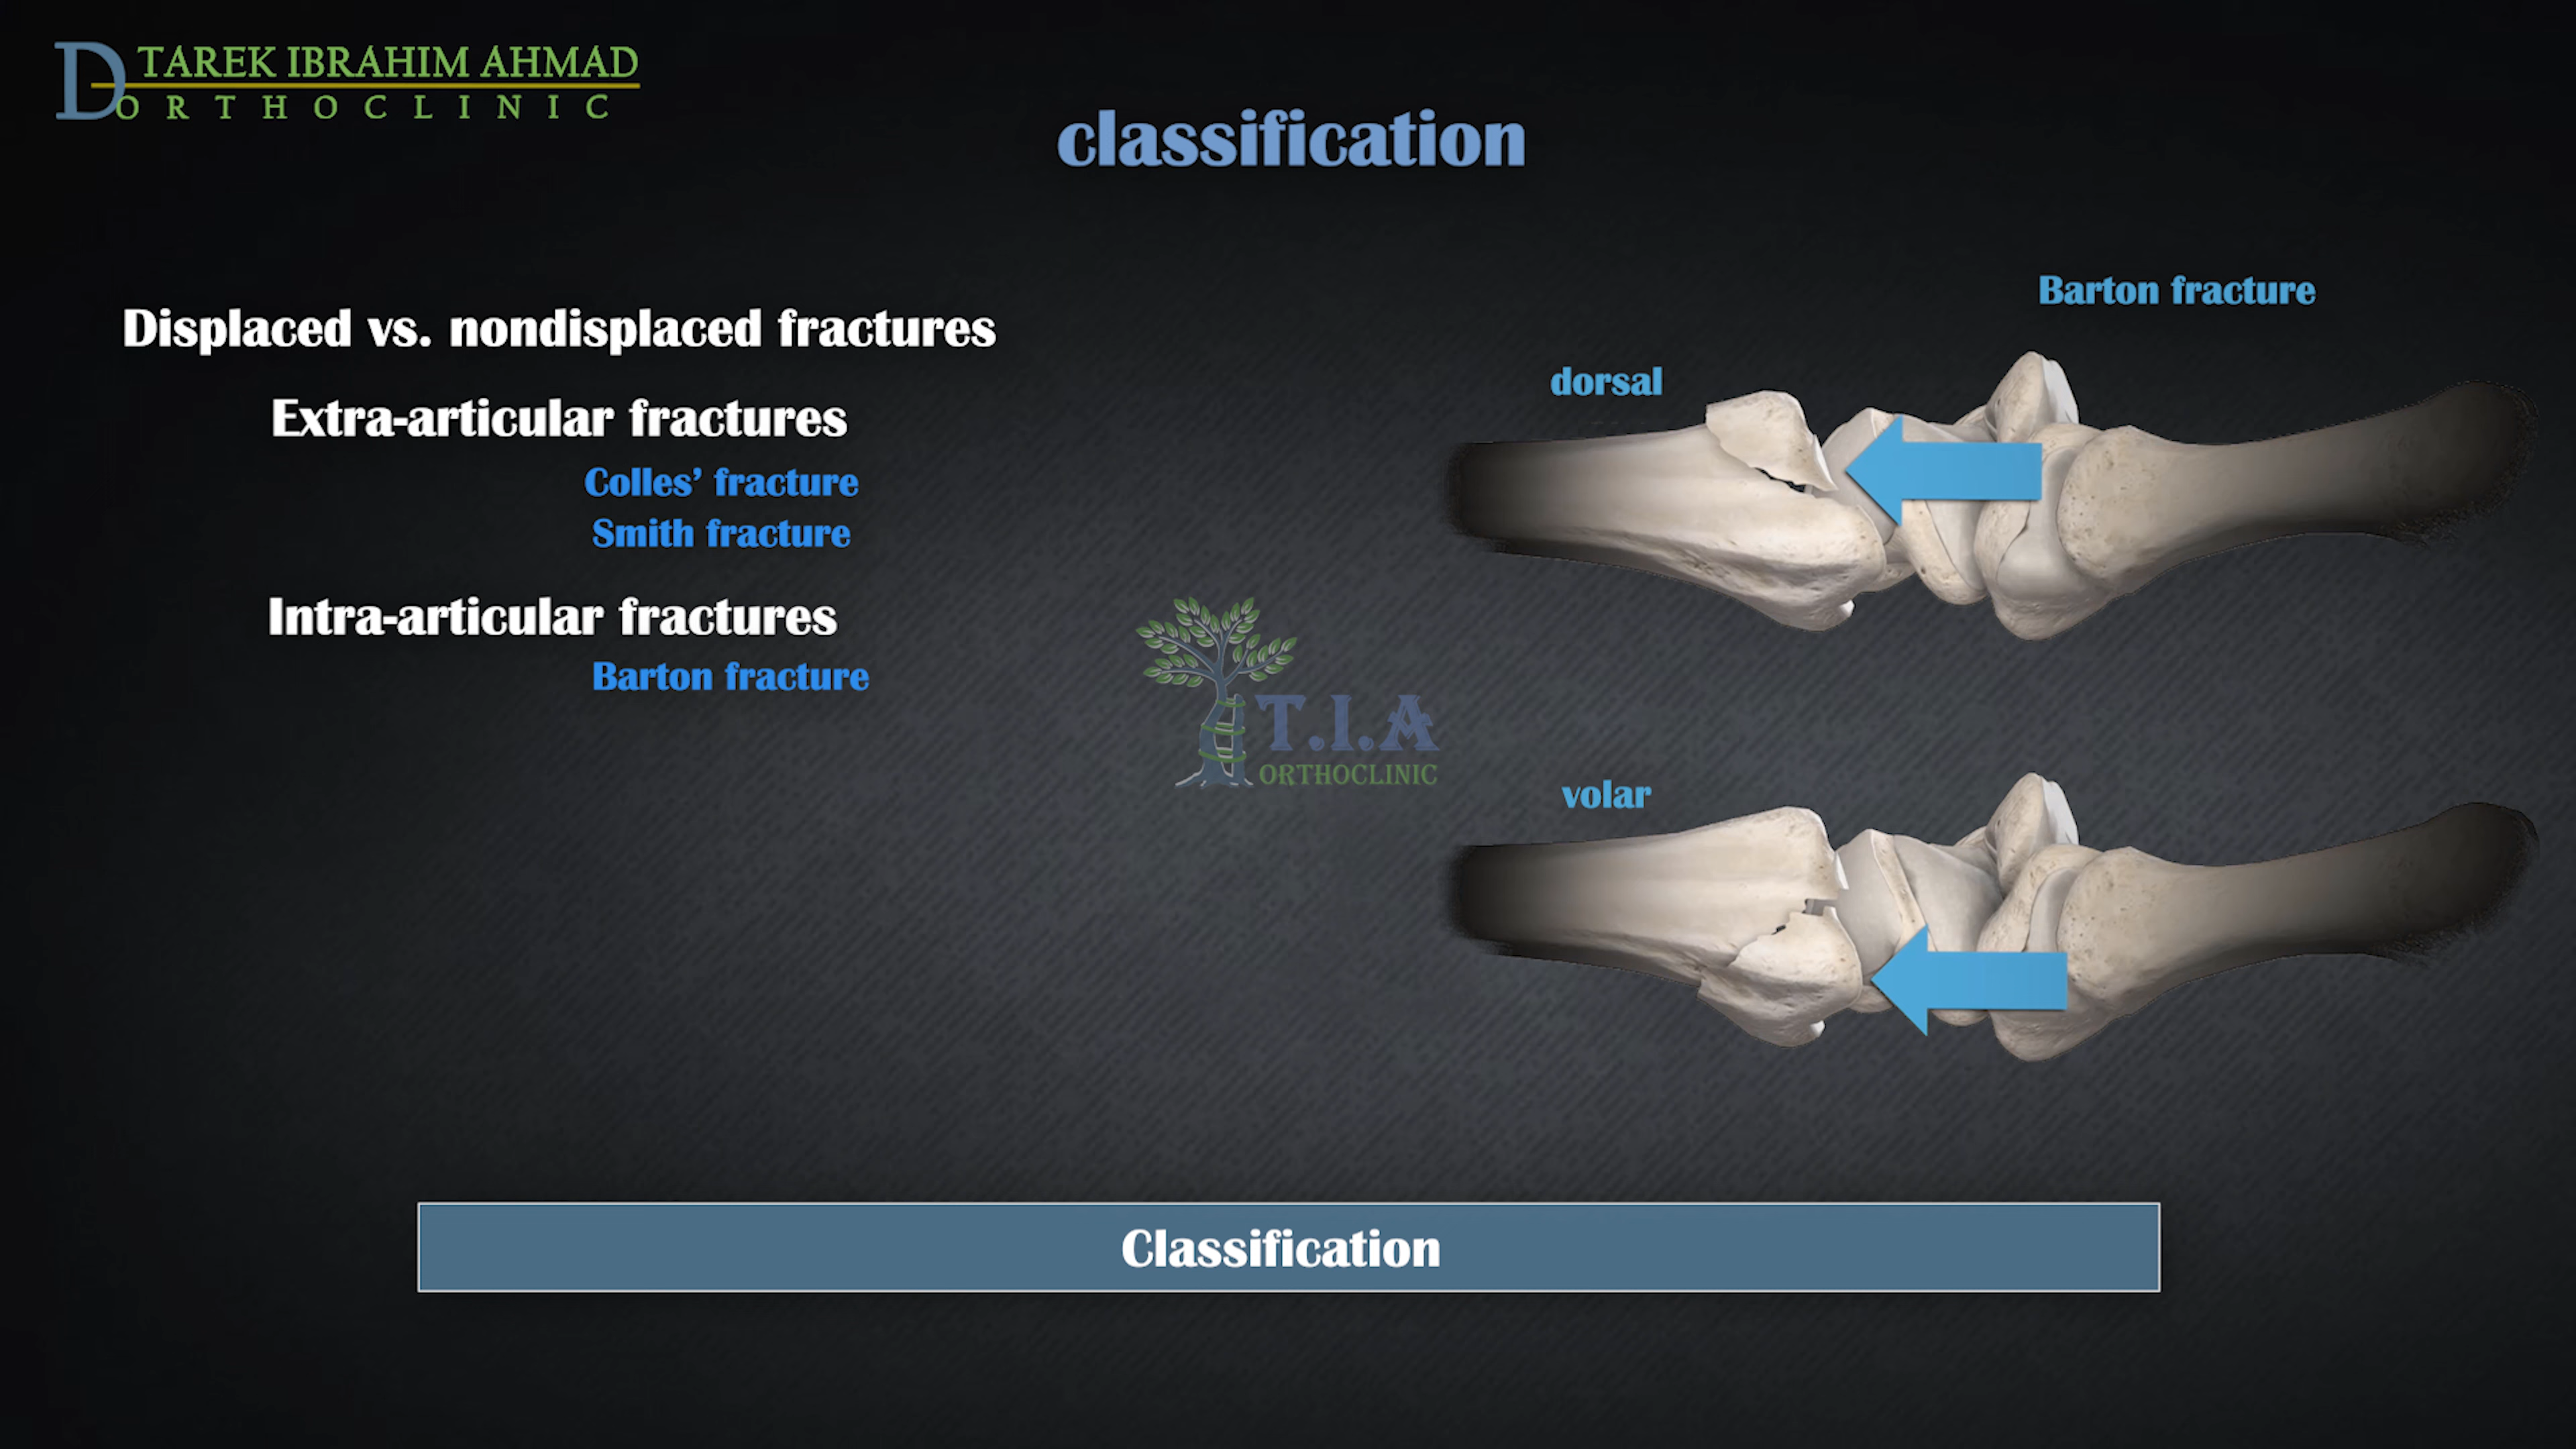 D TAREK IBRAHIM AHMAD
ORTHOCLINIC
classification
Displaced vs. nondisplaced fractures
Extra-articular fractures
Colles’ fracture
Smith fracture
Intra-articular fractures
Barton fracture
Barton fracture
dorsal
volar
T.I.A
ORTHOCLINIC
Classification